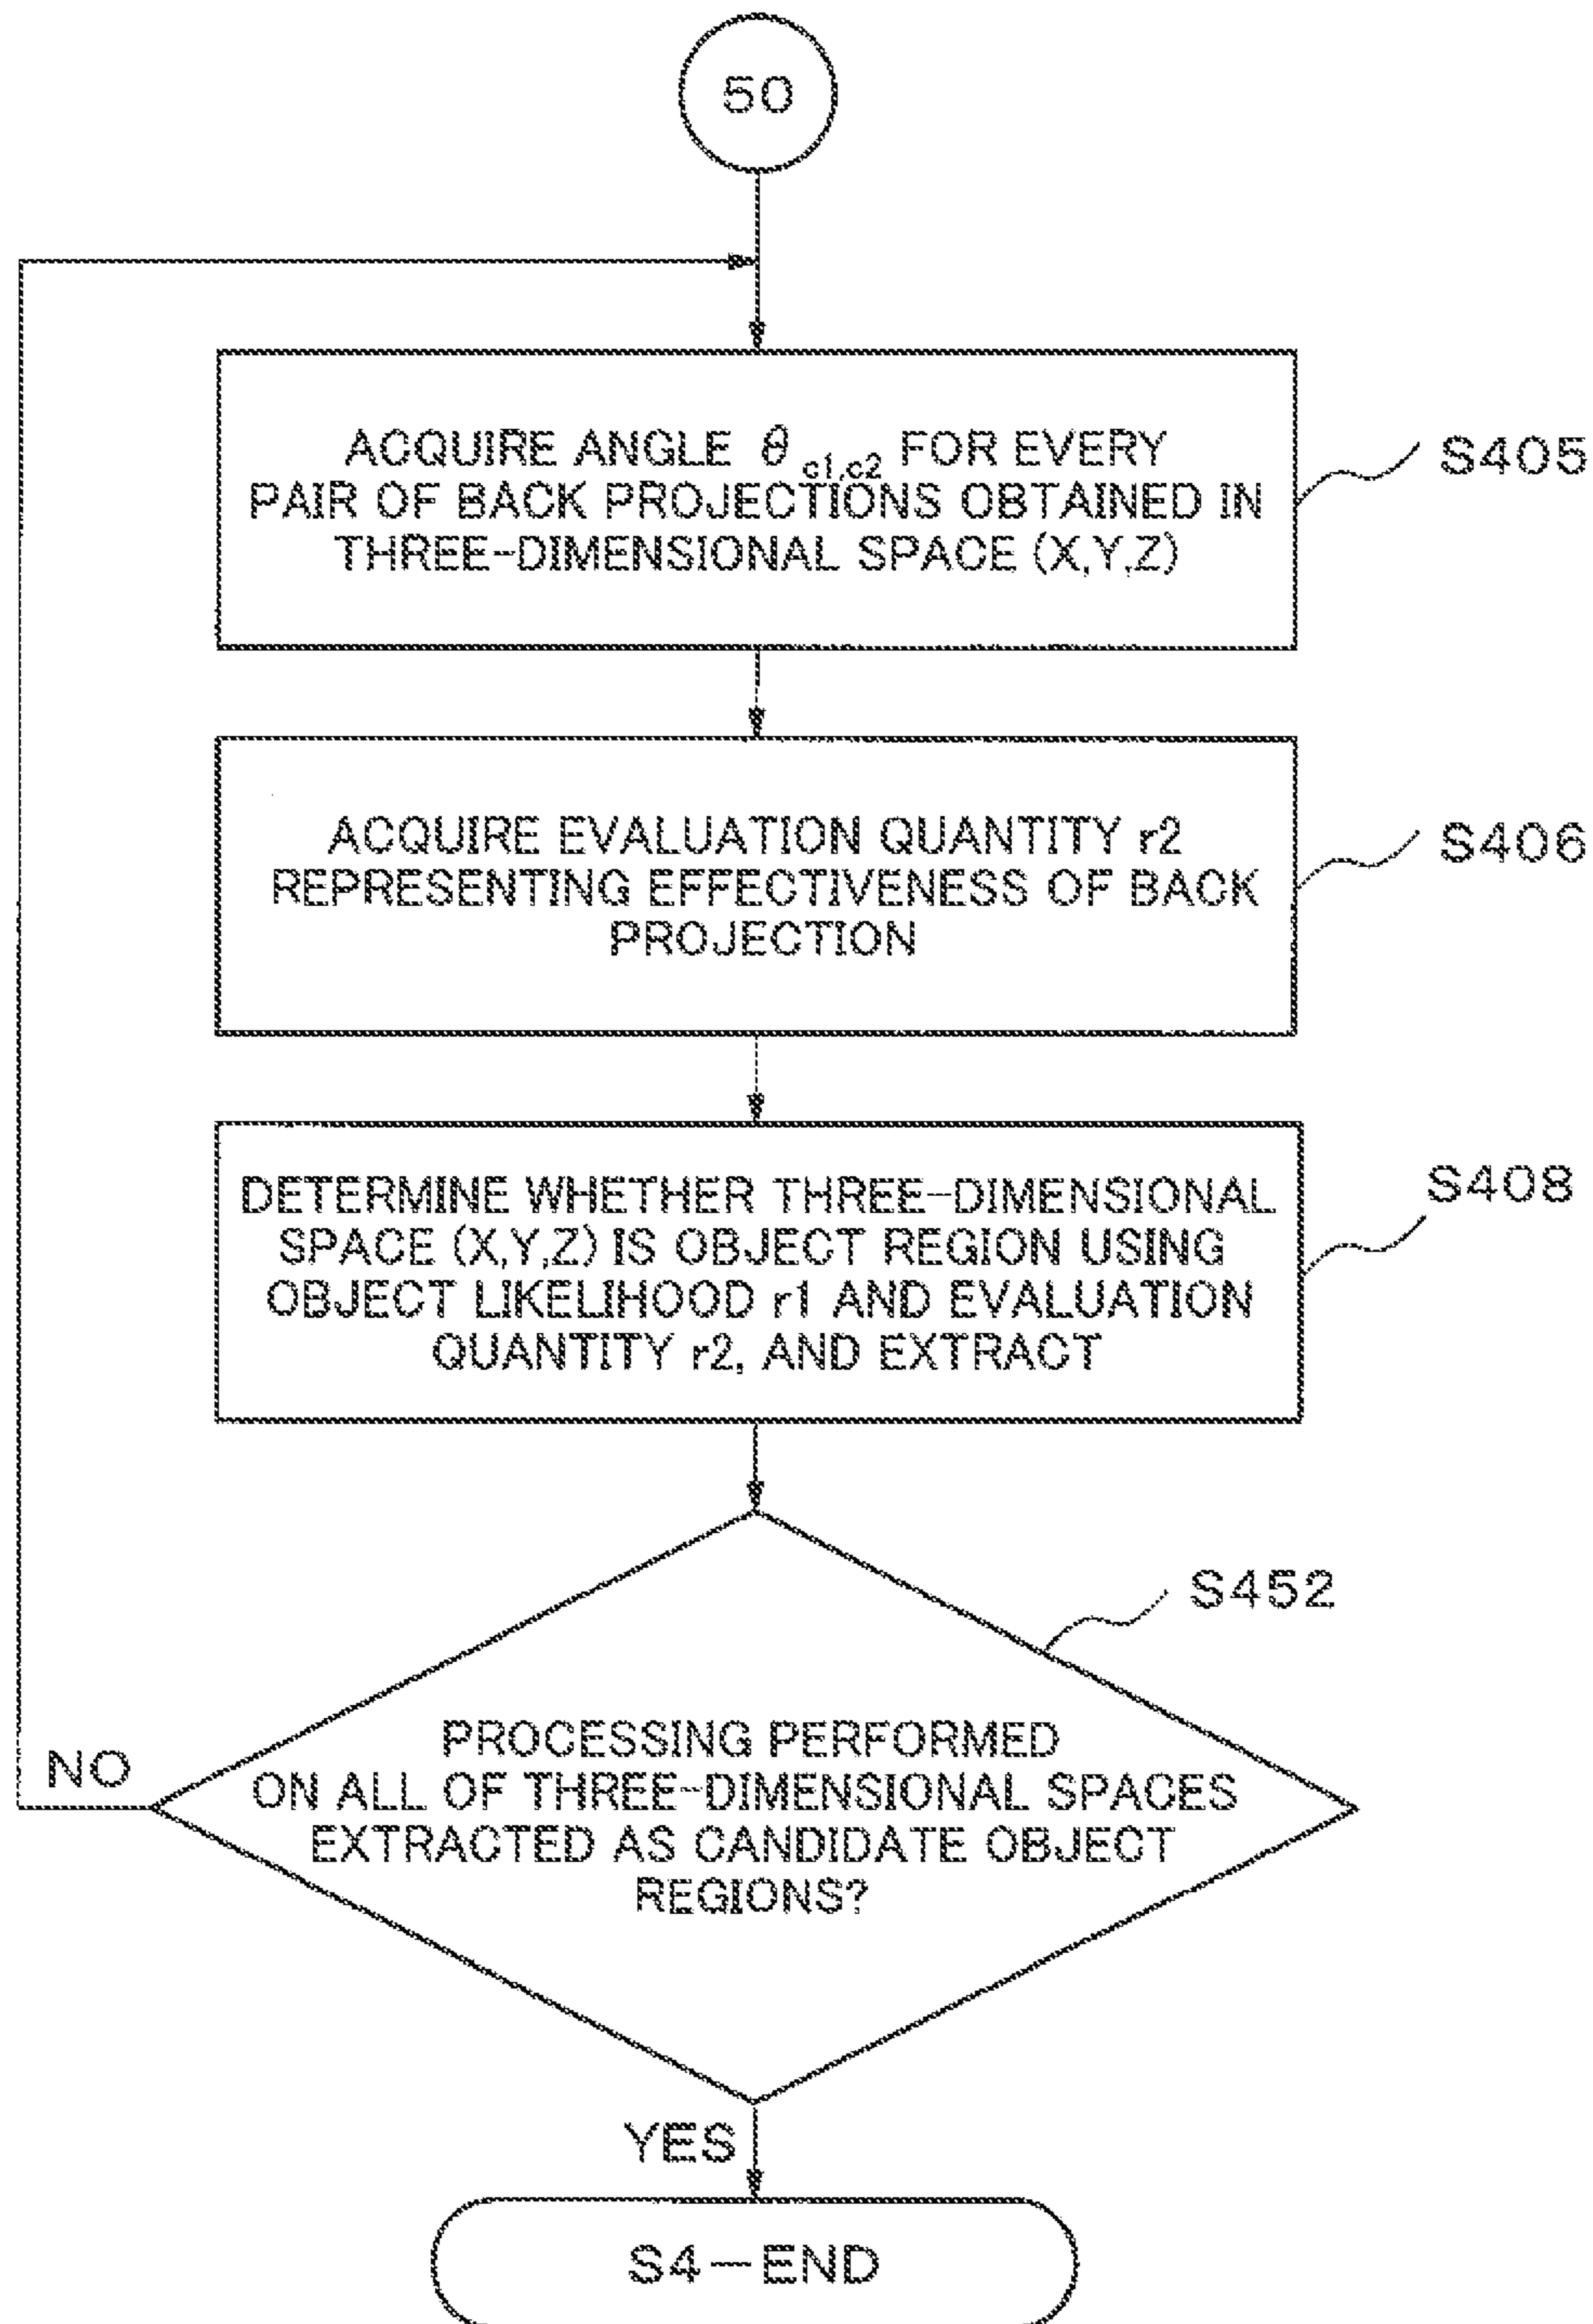 50
ACQUIRE ANGLE θ c1,c2 FOR EVERY
PAIR OF BACK PROJECTIONS OBTAINED IN
THREE-DIMENSIONAL SPACE (X,Y,Z)
S405
ACQUIRE EVALUATION QUANTITY r2
REPRESENTING EFFECTIVENESS OF BACK
PROJECTION
S406
DETERMINE WHETHER THREE-DIMENSIONAL
SPACE (X,Y,Z) IS OBJECT REGION USING
OBJECT LIKELIHOOD r1 AND EVALUATION
QUANTITY r2, AND EXTRACT
S408
S452
PROCESSING PERFORMED
ON ALL OF THREE-DIMENSIONAL SPACES
EXTRACTED AS CANDIDATE OBJECT
REGIONS?
NO
YES
S4-END